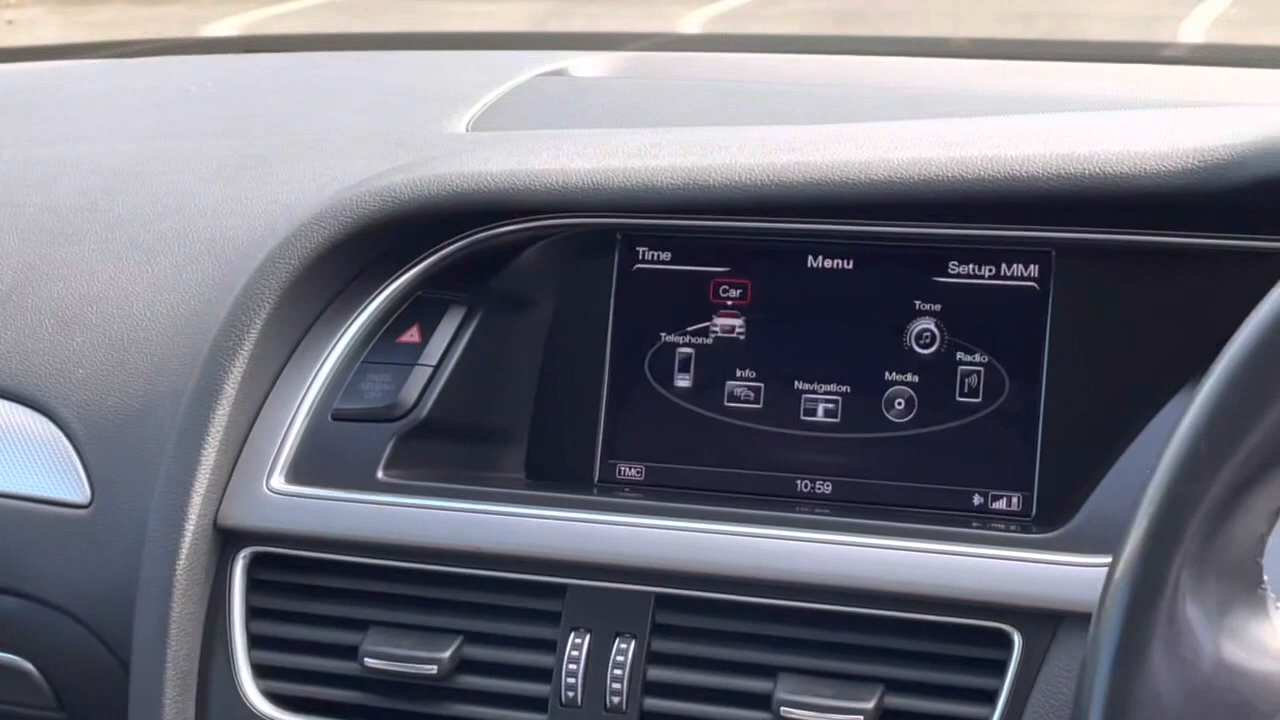 Time
Menu
Setup MMI
Car
Tone
Telephone
Radio
Info
Media
Navigation
TMC
10:59